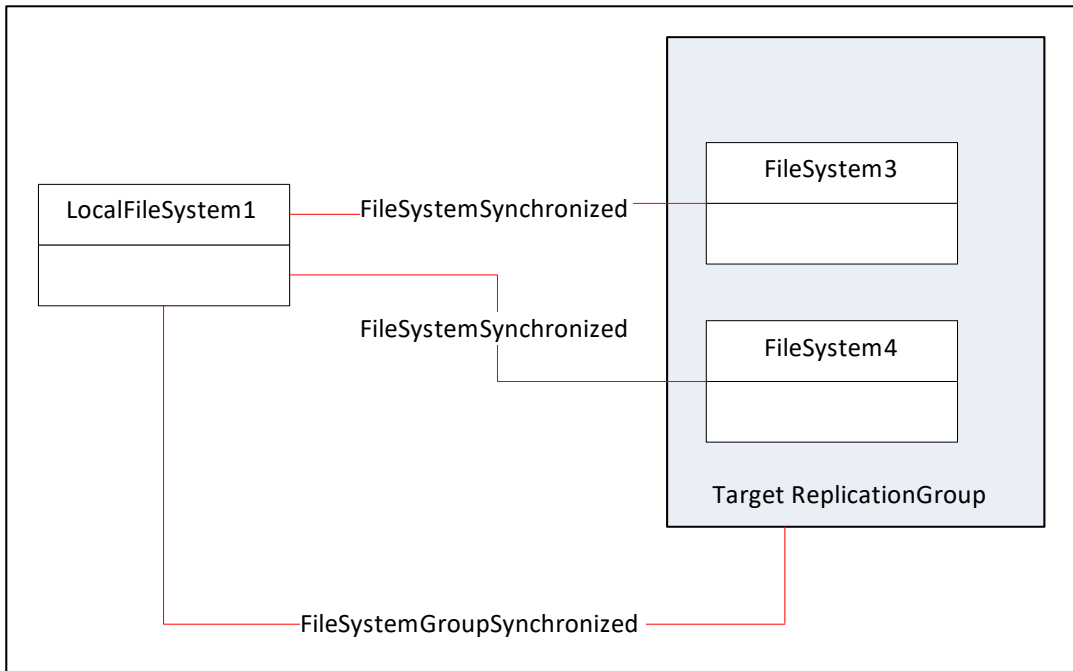 FileSystem3
LocalFileSystem1
FileSystemSynchronized
FileSystemSynchronized
FileSystem4
Target ReplicationGroup
FileSystemGroupSynchronized